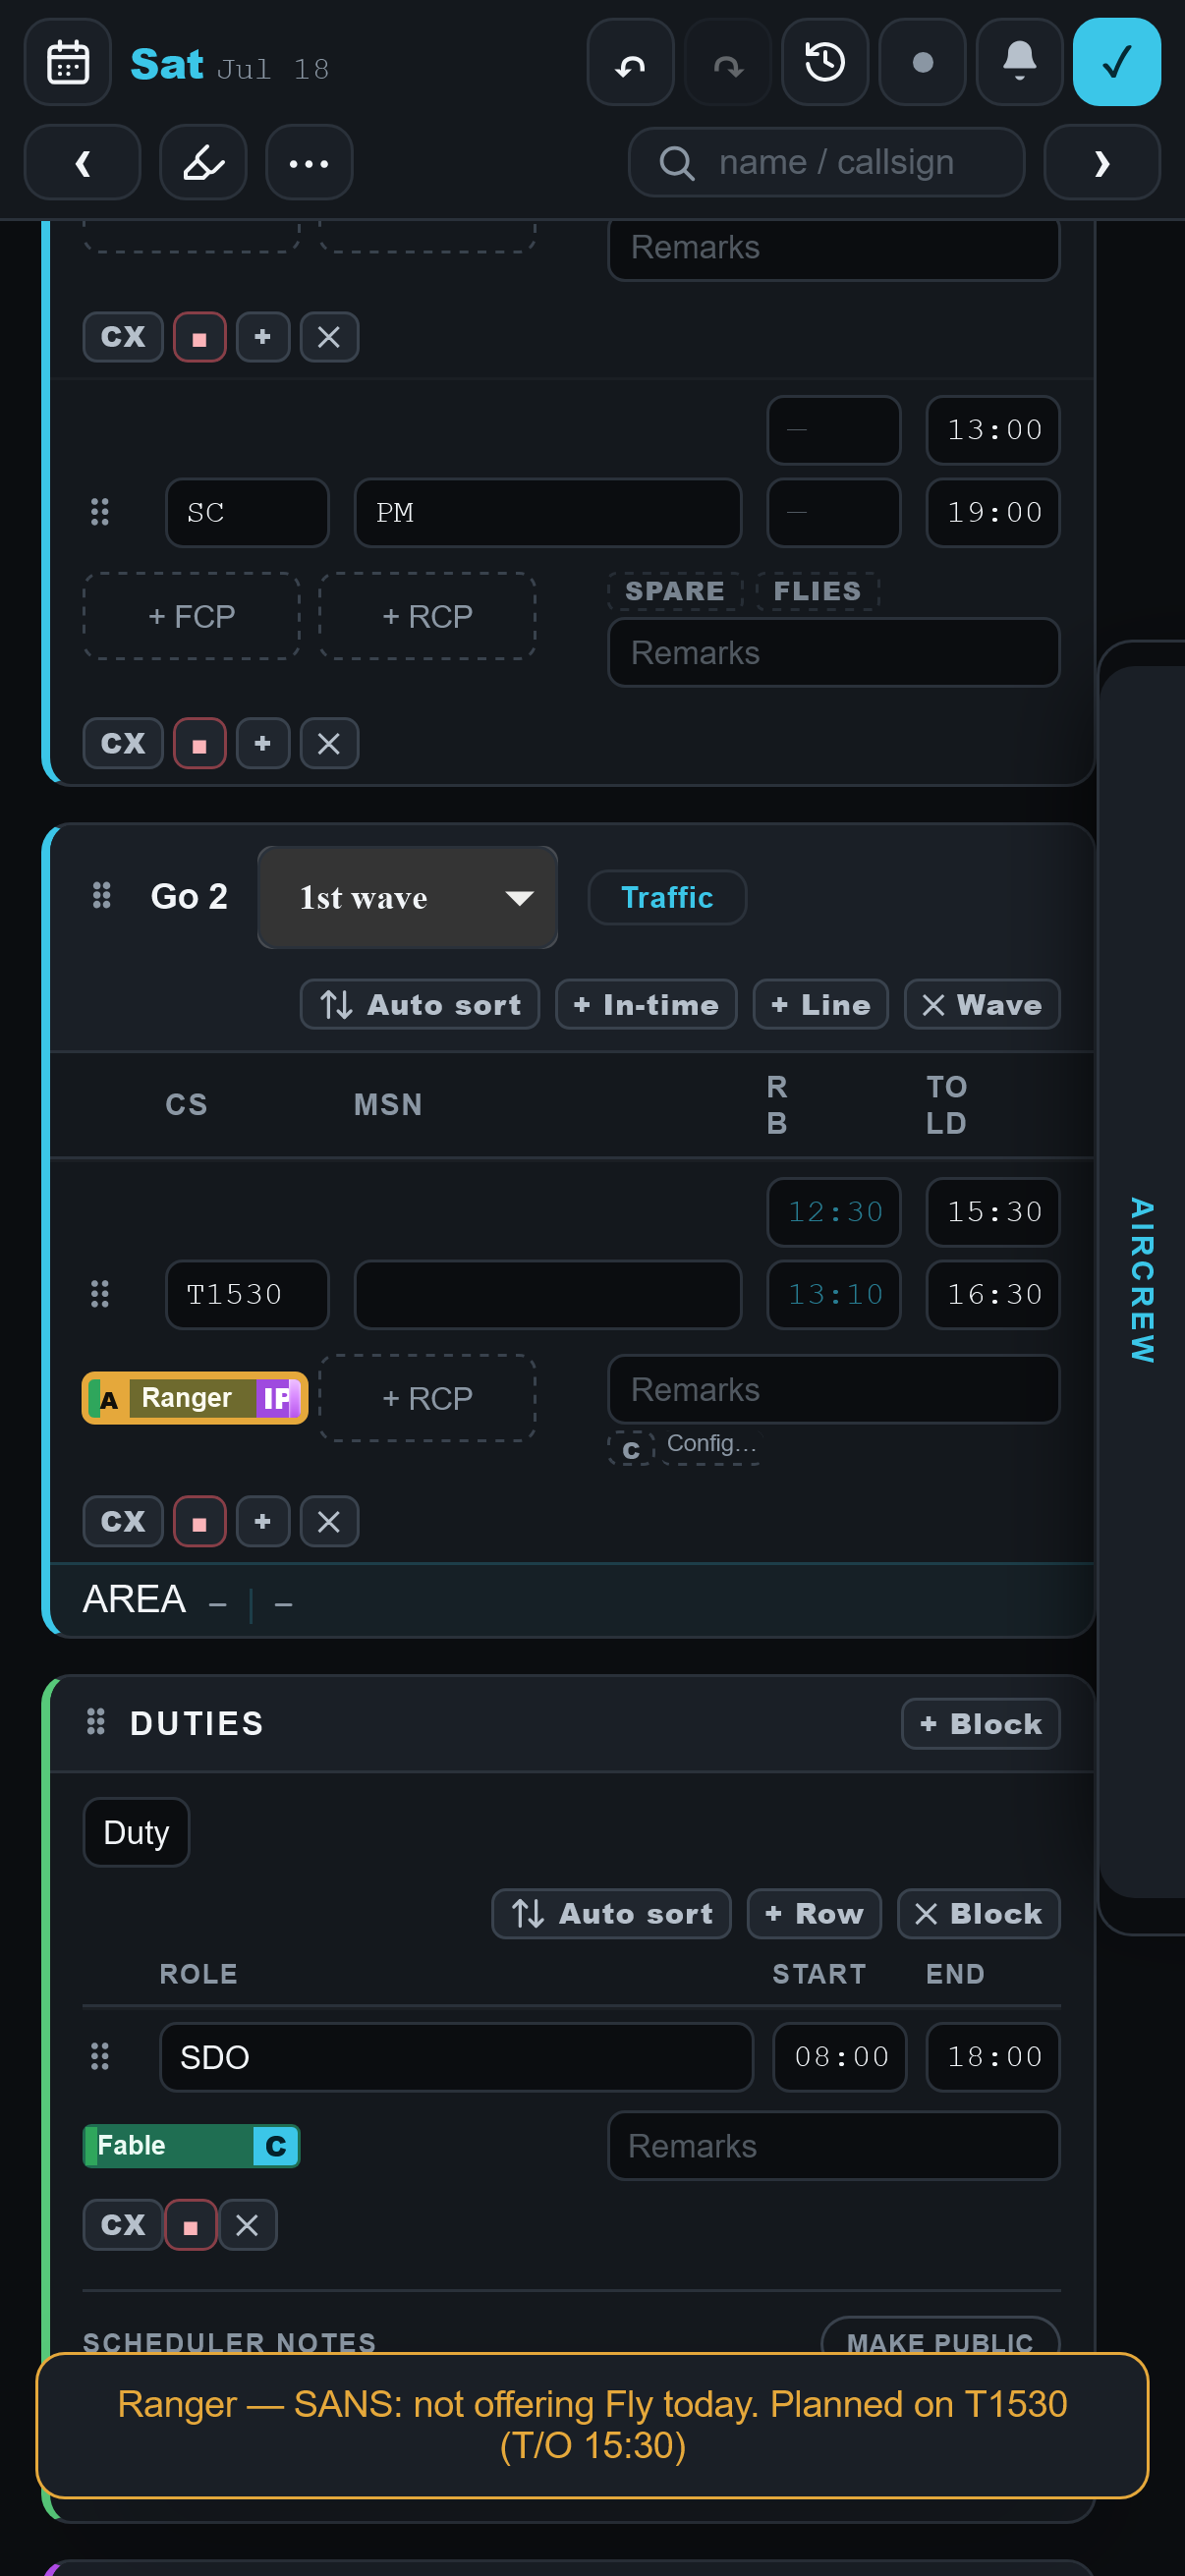 Sat Jul 18
name / callsign
Remarks
CX
— 13:00
SC PM — 19:00
+ FCP + RCP SPARE FLIES
Remarks
CX
Go 2 1st wave Traffic
Auto sort + In-time + Line Wave
CS MSN R TO
B LD
12:30 15:30
T1530 13:10 16:30
AIRCREW
A Ranger IP + RCP Remarks
C Config…
CX
AREA – | –
DUTIES + Block
Duty
Auto sort + Row Block
ROLE START END
SDO 08:00 18:00
Fable C Remarks
CX
SCHEDULER NOTES MAKE PUBLIC
Ranger — SANS: not offering Fly today. Planned on T1530
(T/O 15:30)